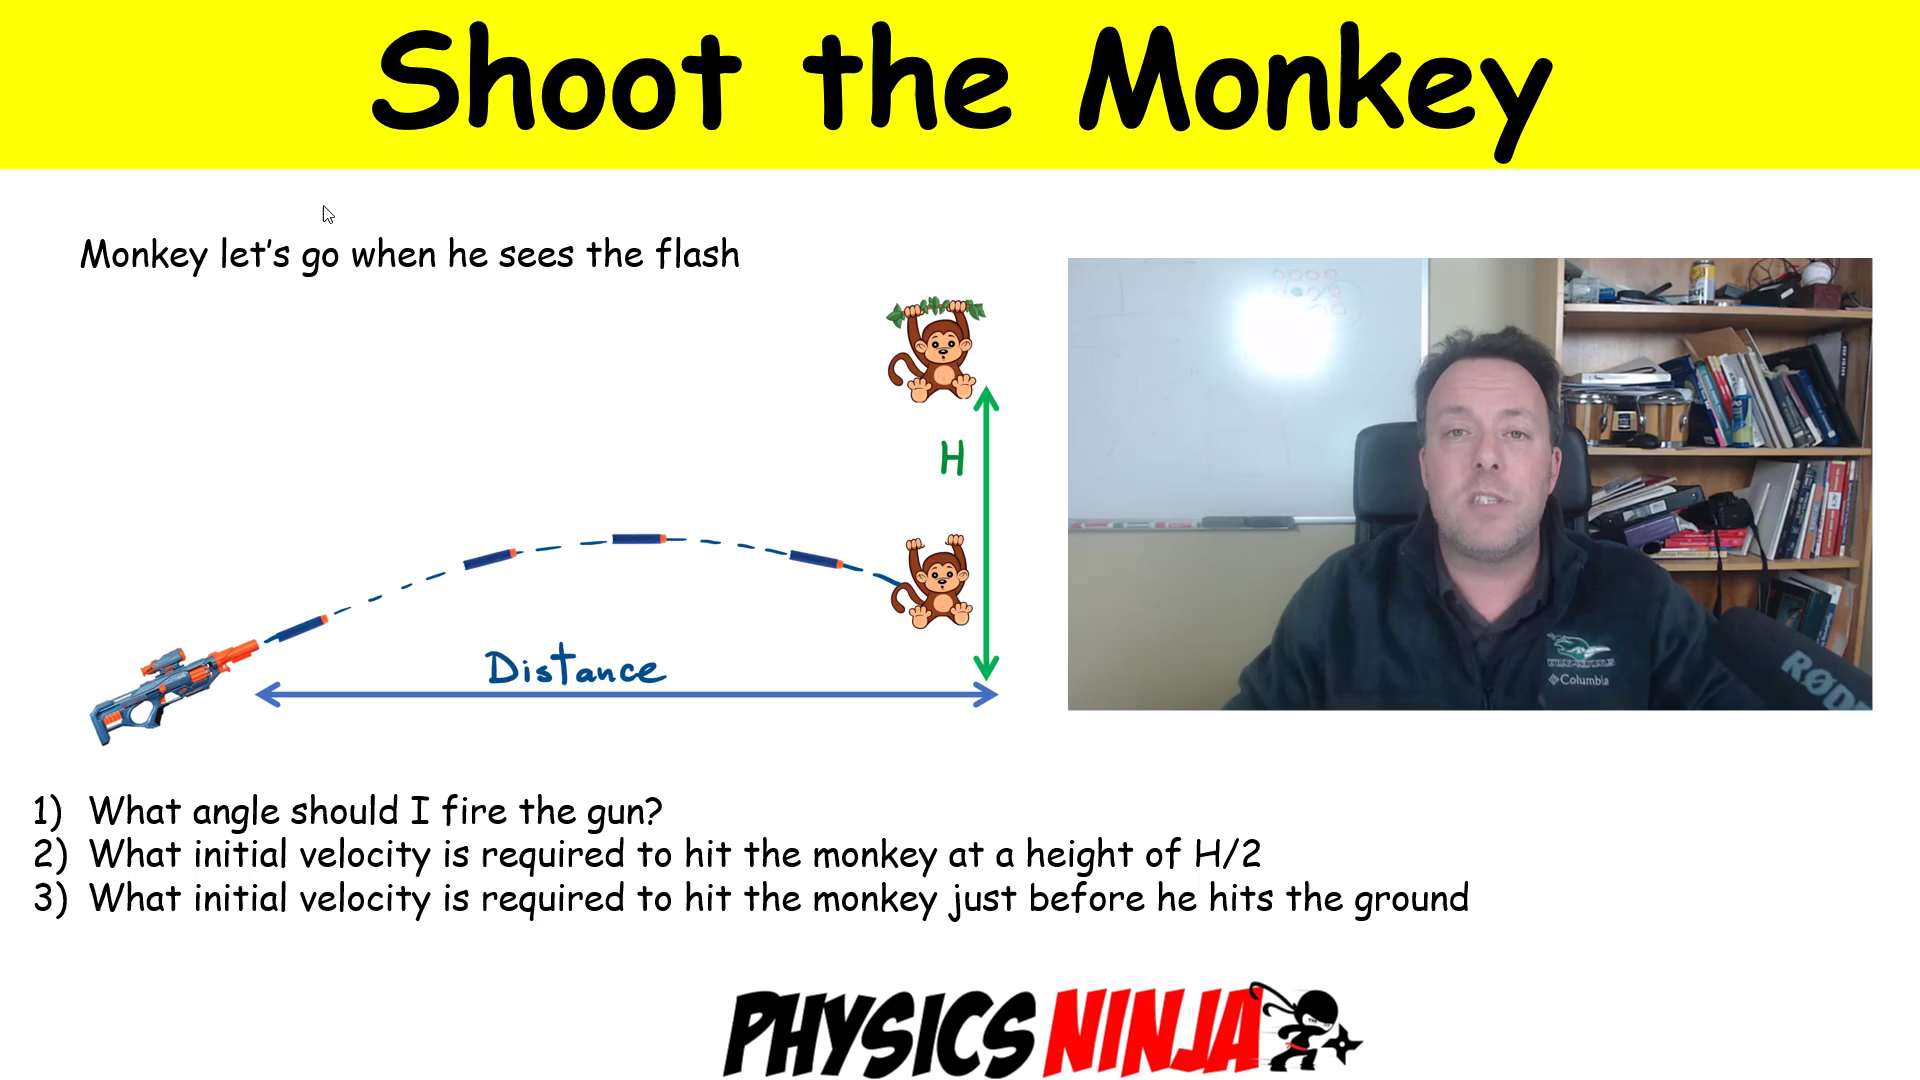 Shoot the Monkey
Monkey let's go when he sees the flash
H
Distance
Columbia
RØD
1) What angle should I fire the gun?
2) What initial velocity is required to hit the monkey at a height of H/2
3) What initial velocity is required to hit the monkey just before he hits the ground
PHYSICS NINJA